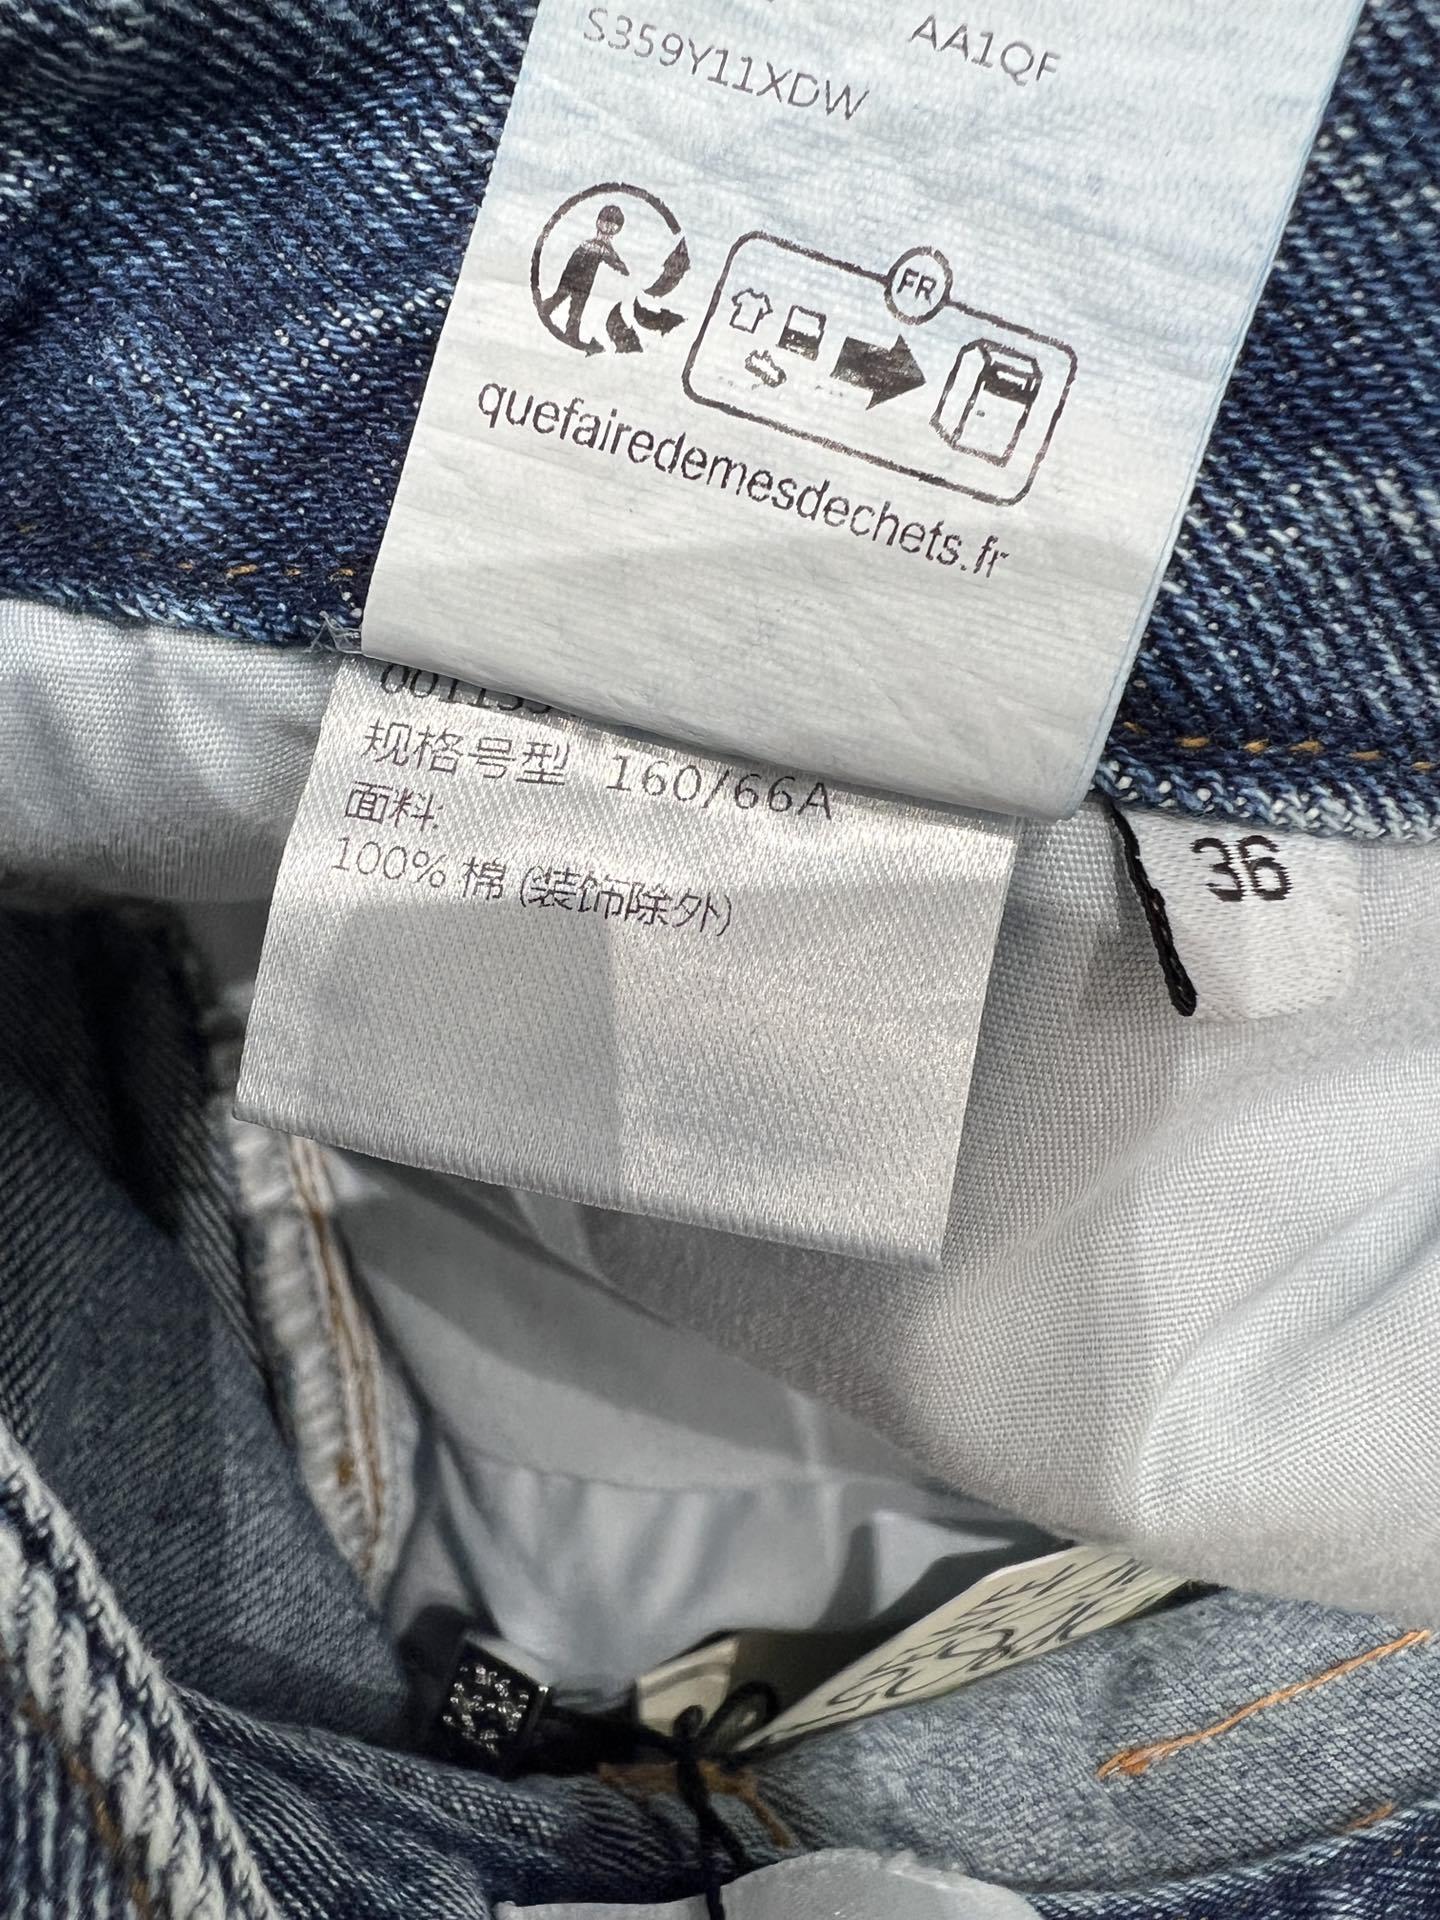 AA1QF
S359Y11XDW
FR
quefairedemesdechets.fr
规格号型 160/66A
面料:
100% 棉 (装饰除外)
36